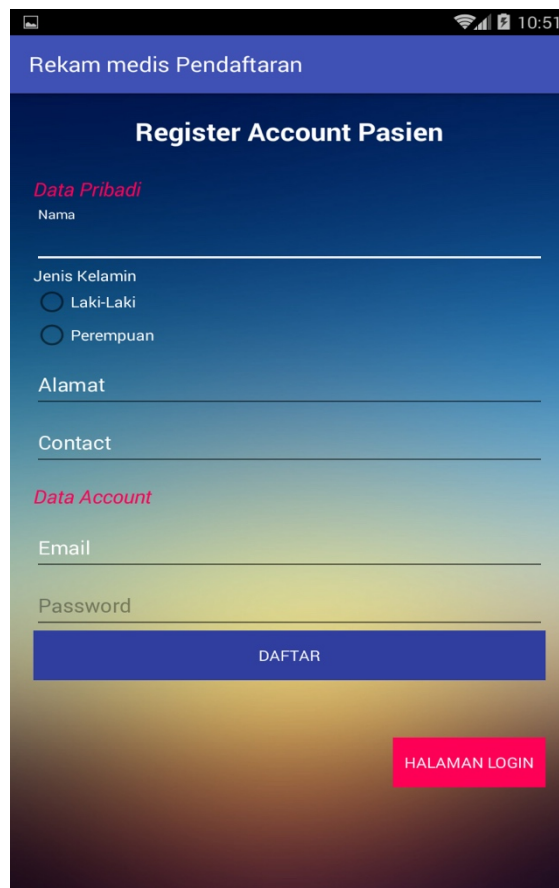 10:51
Rekam medis Pendaftaran
Register Account Pasien
Data Pribadi
Nama
Jenis Kelamin
Laki-Laki
Perempuan
Alamat
Contact
Data Account
Email
Password
DAFTAR
HALAMAN LOGIN